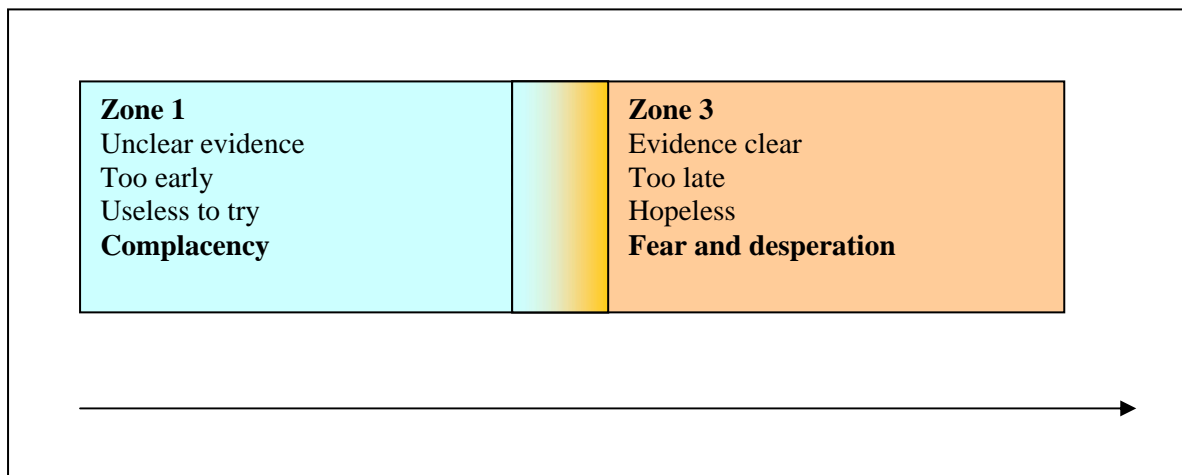 Zone 1
Unclear evidence
Too early
Useless to try
Complacency
Zone 3
Evidence clear
Too late
Hopeless
Fear and desperation